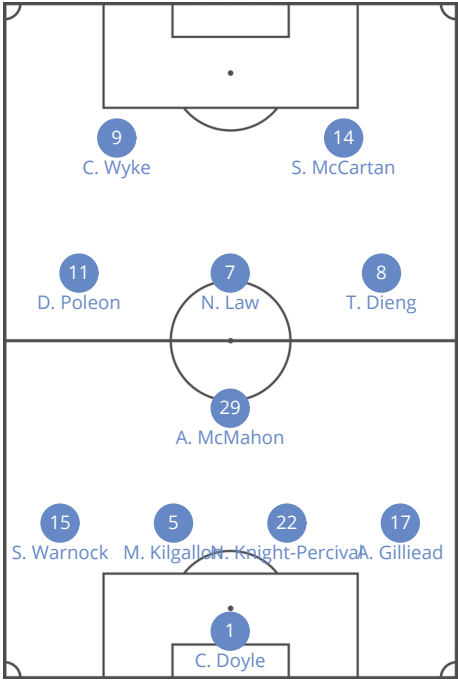 9
C. Wyke
14
S. McCartan
11
D. Poleon
7
N. Law
8
T. Dieng
29
A. McMahon
15
S. Warnock
5
M. Kilgallon
22
N. Knight-Percival
17
A. Gilliead
1
C. Doyle